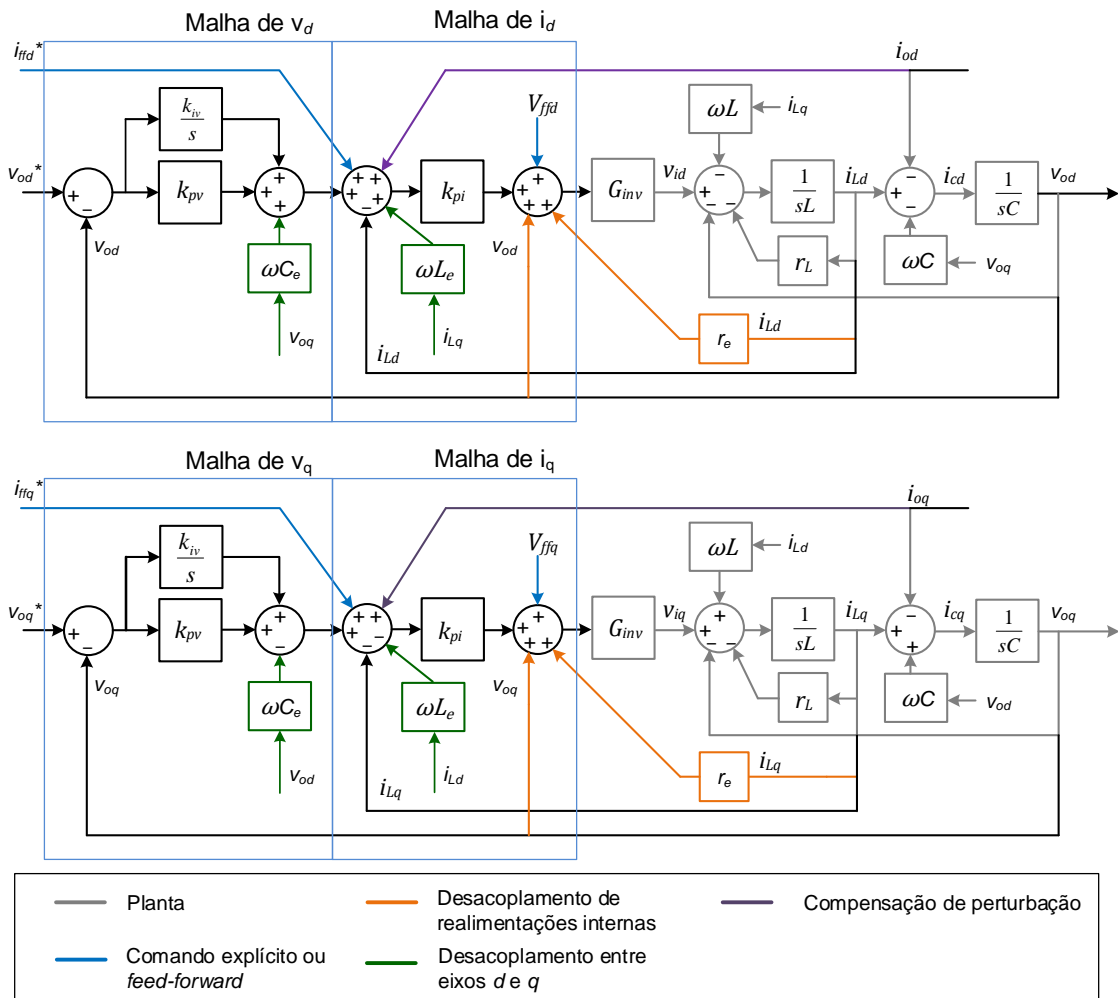 Malha de v_d
Malha de i_d
i_ffd*
i_od
V_ffd
ωL
i_Lq
k_iv
s
v_od*
k_pv
k_pi
G_inv
v_id
1
sL
i_Ld
i_cd
1
sC
v_od
v_od
ωC_e
ωL_e
v_od
r_L
ωC
v_oq
v_oq
i_Lq
i_Ld
r_e
i_Ld
Malha de v_q
Malha de i_q
i_ffq*
i_oq
V_ffq
ωL
i_Ld
k_iv
s
v_oq*
k_pv
k_pi
G_inv
v_iq
1
sL
i_Lq
i_cq
1
sC
v_oq
v_oq
ωC_e
ωL_e
v_oq
r_L
ωC
v_od
v_od
i_Ld
i_Lq
r_e
i_Lq
Planta
Desacoplamento de
realimentações internas
Compensação de perturbação
Comando explícito ou
feed-forward
Desacoplamento entre
eixos d e q